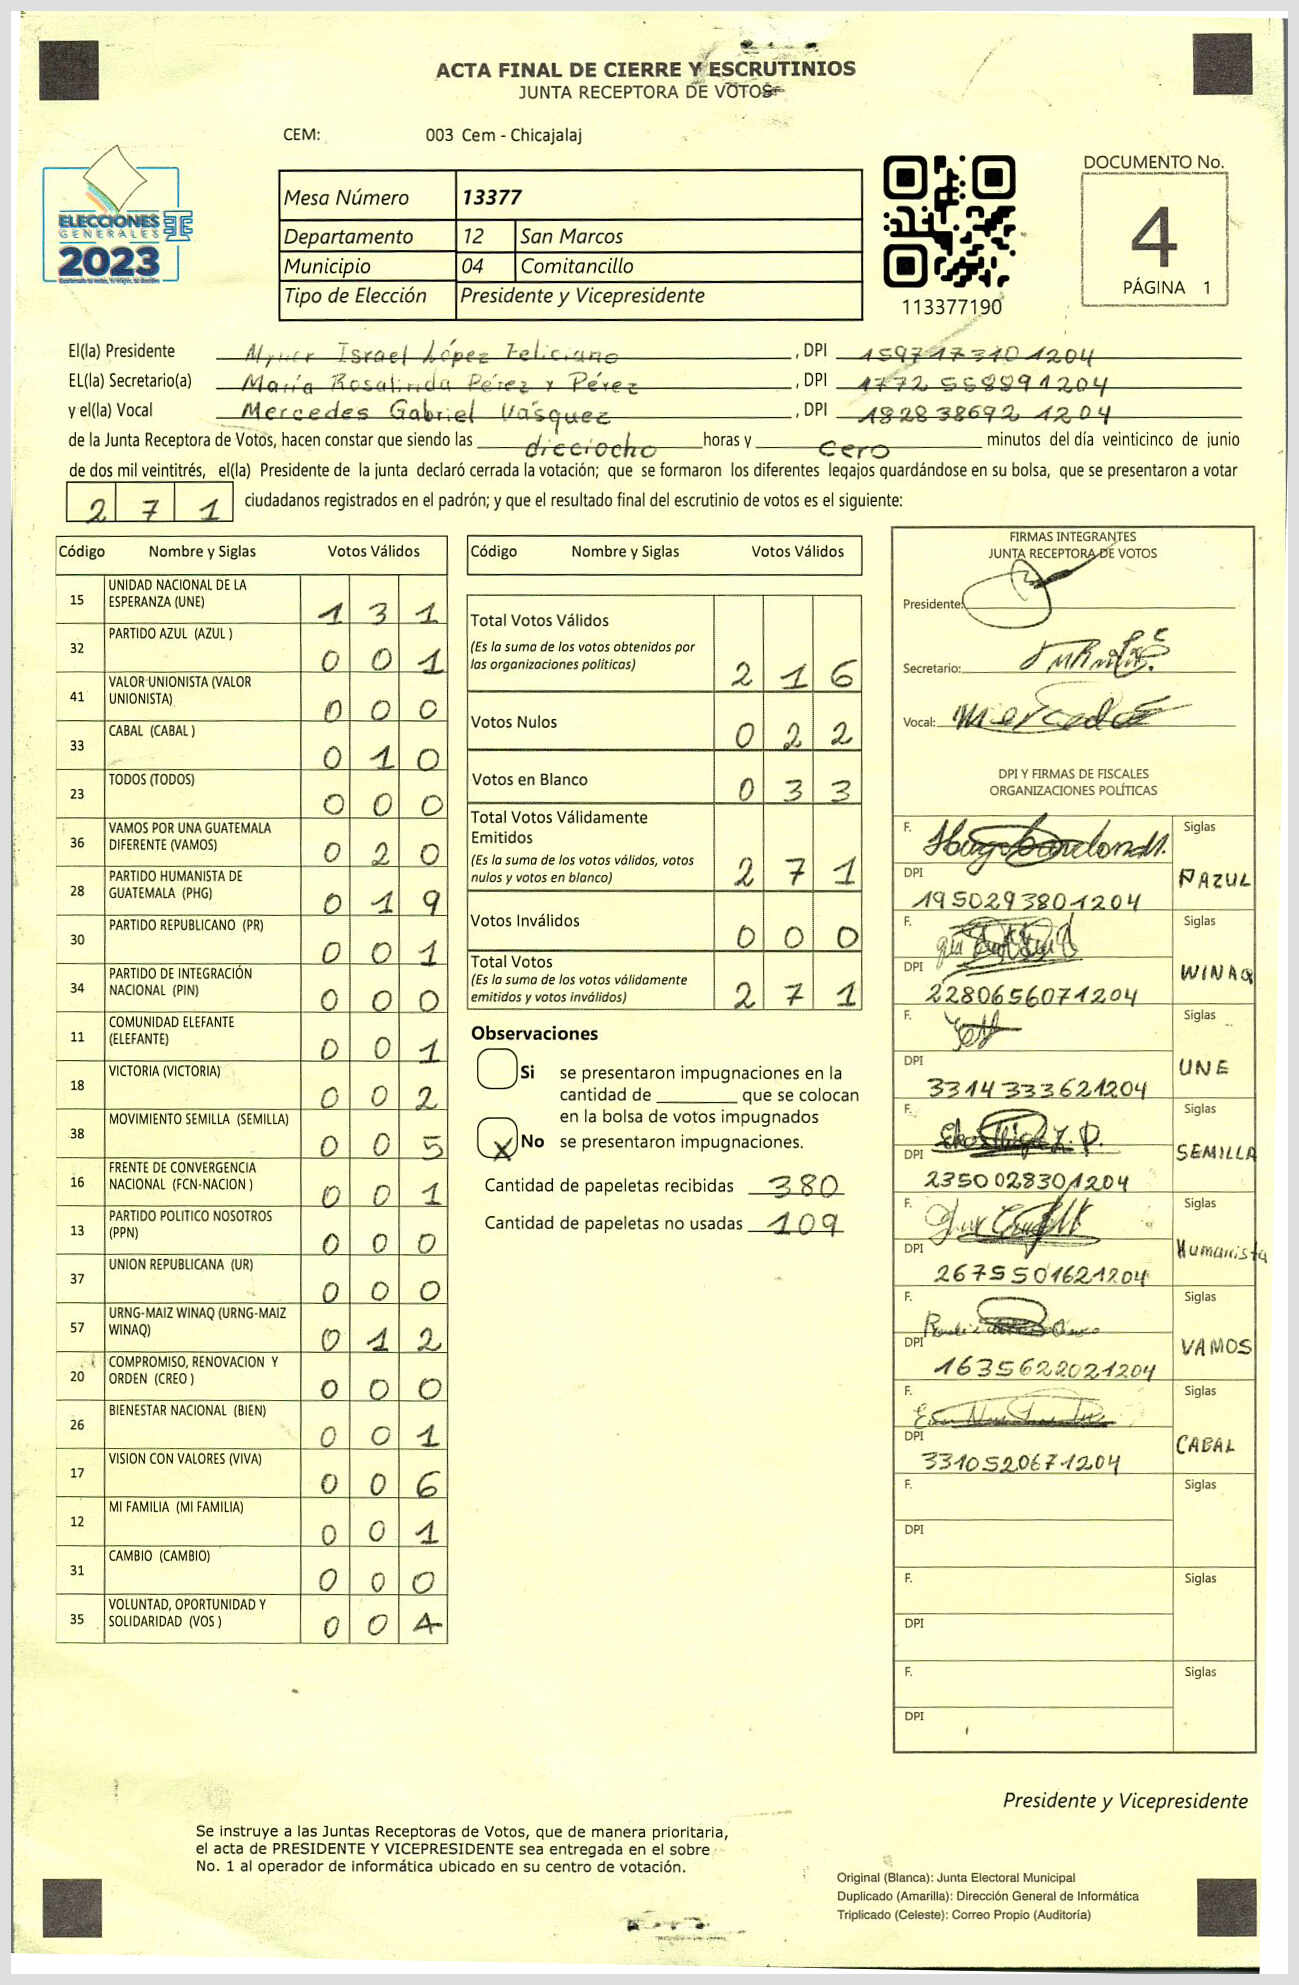 ACTA FINAL DE CIERRE Y ESCRUTINIOS
JUNTA RECEPTORA DE VOTOS
CEM: 003 Cem - Chicajalaj
ELECCIONES
GENERALES
2023
Mesa Número 13377
Departamento 12 San Marcos
Municipio 04 Comitancillo
Tipo de Elección Presidente y Vicepresidente
113377190
DOCUMENTO No.
4
PÁGINA 1
El(la) Presidente Israel López Feliciano, DPI 1597173101204
EL(la) Secretario(a) María Rosalinda Pérez y Pérez, DPI 1772558891204
y el(la) Vocal Mercedes Gabriel Vásquez, DPI 182838692 1204
de la Junta Receptora de Votos, hacen constar que siendo las dicciocho horas y cero minutos del día veinticinco de junio
de dos mil veintitrés, el(la) Presidente de la junta declaró cerrada la votación; que se formaron los diferentes legajos guardándose en su bolsa, que se presentaron a votar
2 7 1 ciudadanos registrados en el padrón; y que el resultado final del escrutinio de votos es el siguiente:
Código Nombre y Siglas Votos Válidos
15 UNIDAD NACIONAL DE LA ESPERANZA (UNE) 1 3 1
32 PARTIDO AZUL (AZUL ) 0 0 1
41 VALOR UNIONISTA (VALOR UNIONISTA) 0 0 0
33 CABAL (CABAL ) 0 1 0
23 TODOS (TODOS) 0 0 0
36 VAMOS POR UNA GUATEMALA DIFERENTE (VAMOS) 0 2 0
28 PARTIDO HUMANISTA DE GUATEMALA (PHG) 0 1 9
30 PARTIDO REPUBLICANO (PR) 0 0 1
34 PARTIDO DE INTEGRACIÓN NACIONAL (PIN) 0 0 0
11 COMUNIDAD ELEFANTE (ELEFANTE) 0 0 1
18 VICTORIA (VICTORIA) 0 0 2
38 MOVIMIENTO SEMILLA (SEMILLA) 0 0 5
16 FRENTE DE CONVERGENCIA NACIONAL (FCN-NACION ) 0 0 1
13 PARTIDO POLITICO NOSOTROS (PPN) 0 0 0
37 UNION REPUBLICANA (UR) 0 0 0
57 URNG-MAIZ WINAQ (URNG-MAIZ WINAQ) 0 1 2
20 COMPROMISO, RENOVACION Y ORDEN (CREO ) 0 0 0
26 BIENESTAR NACIONAL (BIEN) 0 0 1
17 VISION CON VALORES (VIVA) 0 0 6
12 MI FAMILIA (MI FAMILIA) 0 0 1
31 CAMBIO (CAMBIO) 0 0 0
35 VOLUNTAD, OPORTUNIDAD Y SOLIDARIDAD (VOS ) 0 0 4
Código Nombre y Siglas Votos Válidos
Total Votos Válidos 2 1 6
(Es la suma de los votos obtenidos por
las organizaciones políticas)
Votos Nulos 0 2 2
Votos en Blanco 0 3 3
Total Votos Válidamente
Emitidos 2 7 1
(Es la suma de los votos válidos, votos
nulos y votos en blanco)
Votos Inválidos 0 0 0
Total Votos 2 7 1
(Es la suma de los votos válidamente
emitidos y votos inválidos)
Observaciones
Si se presentaron impugnaciones en la
cantidad de ________ que se colocan
en la bolsa de votos impugnados
X No se presentaron impugnaciones.
Cantidad de papeletas recibidas 380
Cantidad de papeletas no usadas 109
FIRMAS INTEGRANTES
JUNTA RECEPTORA DE VOTOS
Presidente:
Secretario:
Vocal:
DPI Y FIRMAS DE FISCALES
ORGANIZACIONES POLÍTICAS
F. Siglas
DPI 1950293801204 PAZUL
F. Siglas
DPI 2280656071204 WINAQ
F. Siglas
DPI 3314333621204 UNE
F. Siglas
DPI 2350028301204 SEMILLA
F. Siglas
DPI 2675501621204 Humanista
F. Siglas
DPI 1635622021204 VAMOS
F. Siglas
DPI 3310520671204 CABAL
F. Siglas
DPI
F. Siglas
DPI
F. Siglas
DPI
Presidente y Vicepresidente
Se instruye a las Juntas Receptoras de Votos, que de manera prioritaria,
el acta de PRESIDENTE Y VICEPRESIDENTE sea entregada en el sobre
No. 1 al operador de informática ubicado en su centro de votación.
Original (Blanca): Junta Electoral Municipal
Duplicado (Amarilla): Dirección General de Informática
Triplicado (Celeste): Correo Propio (Auditoría)